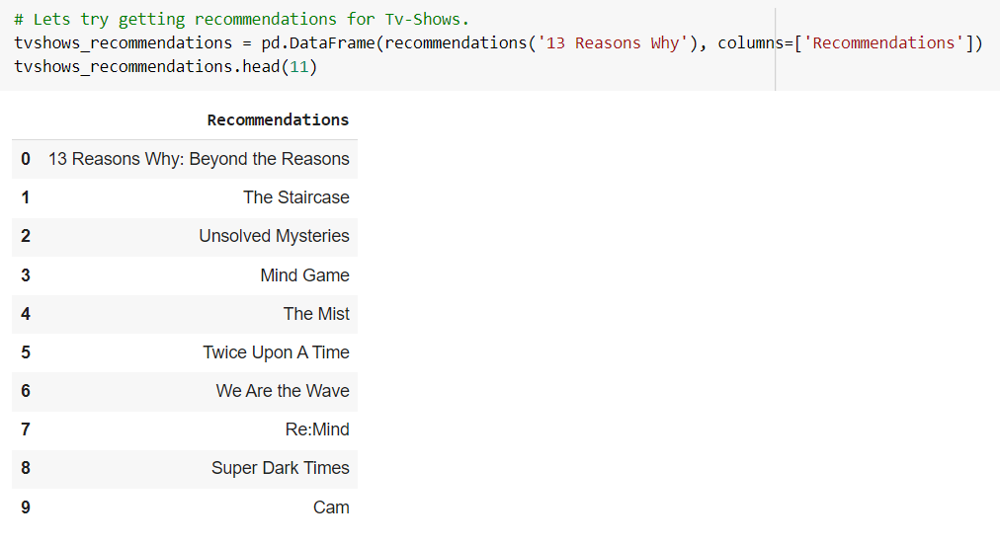 # Lets try getting recommendations for Tv-Shows.
tvshows_recommendations = pd.DataFrame(recommendations('13 Reasons Why'), columns=['Recommendations'])
tvshows_recommendations.head(11)
Recommendations
0 13 Reasons Why: Beyond the Reasons
1 The Staircase
2 Unsolved Mysteries
3 Mind Game
4 The Mist
5 Twice Upon A Time
6 We Are the Wave
7 Re:Mind
8 Super Dark Times
9 Cam